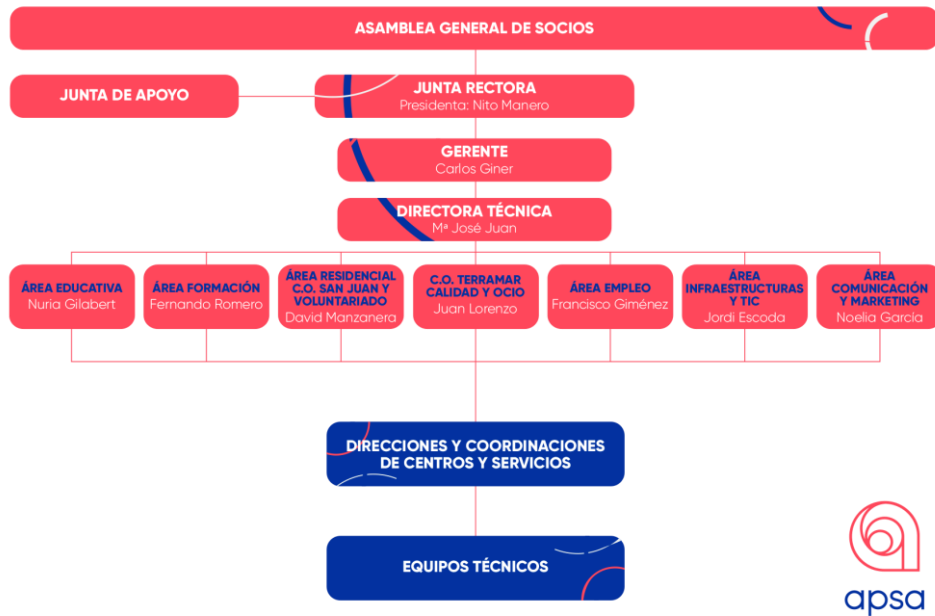 ASAMBLEA GENERAL DE SOCIOS
JUNTA DE APOYO
JUNTA RECTORA
Presidenta: Nito Manero
GERENTE
Carlos Giner
DIRECTORA TÉCNICA
Mª José Juan
ÁREA EDUCATIVA
Nuria Gilabert
ÁREA FORMACIÓN
Fernando Romero
ÁREA RESIDENCIAL
C.O. SAN JUAN Y
VOLUNTARIADO
David Manzanera
C.O. TERRAMAR
CALIDAD Y OCIO
Juan Lorenzo
ÁREA EMPLEO
Francisco Giménez
ÁREA
INFRAESTRUCTURAS
Y TIC
Jordi Escoda
ÁREA
COMUNICACIÓN
Y MARKETING
Noelia García
DIRECCIONES Y COORDINACIONES
DE CENTROS Y SERVICIOS
EQUIPOS TÉCNICOS
apsa